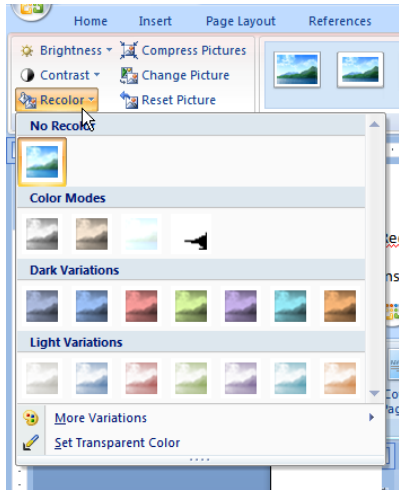 Home Insert Page Layout References
Brightness Compress Pictures
Contrast Change Picture
Recolor Reset Picture
No Recolor
Color Modes
Dark Variations
Light Variations
More Variations
Set Transparent Color